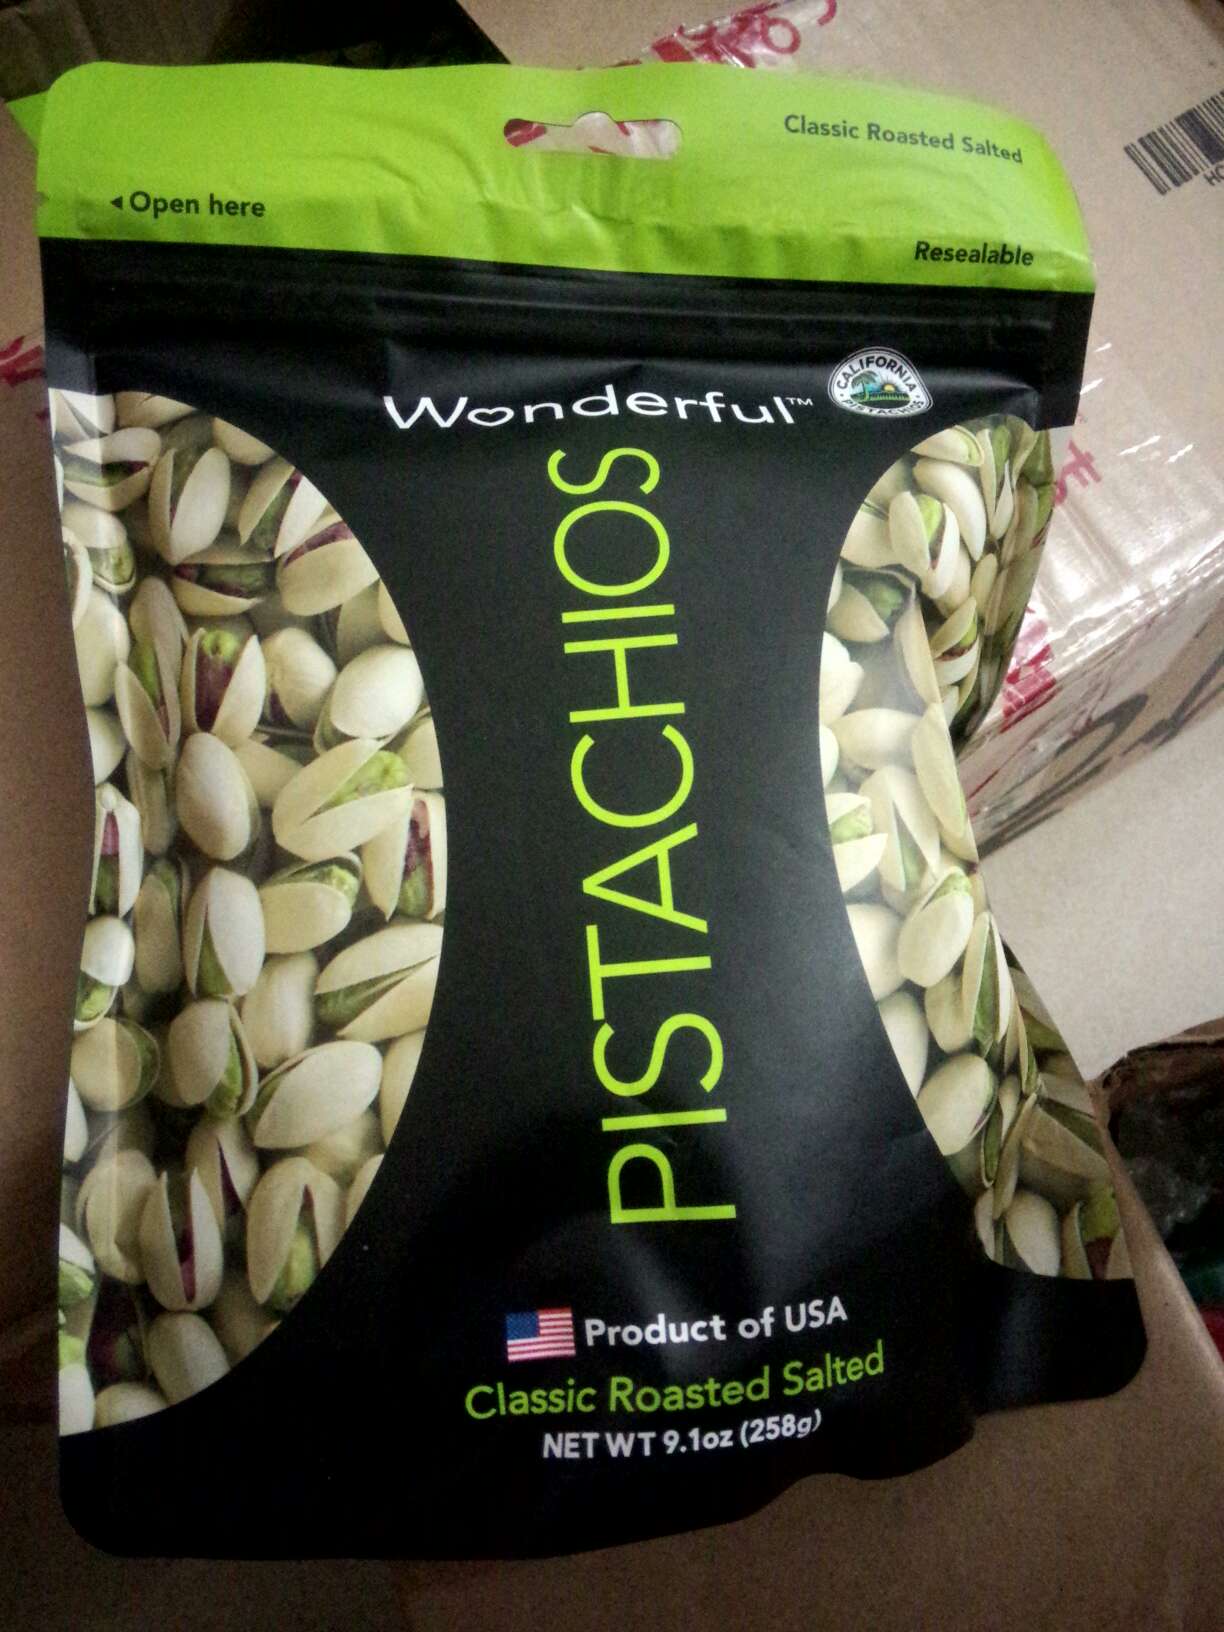 Classic Roasted Salted
◂ Open here
Resealable
Wonderful™
CALIFORNIA
PISTACHIOS
PISTACHIOS
Product of USA
Classic Roasted Salted
NET WT 9.1oz (258g)